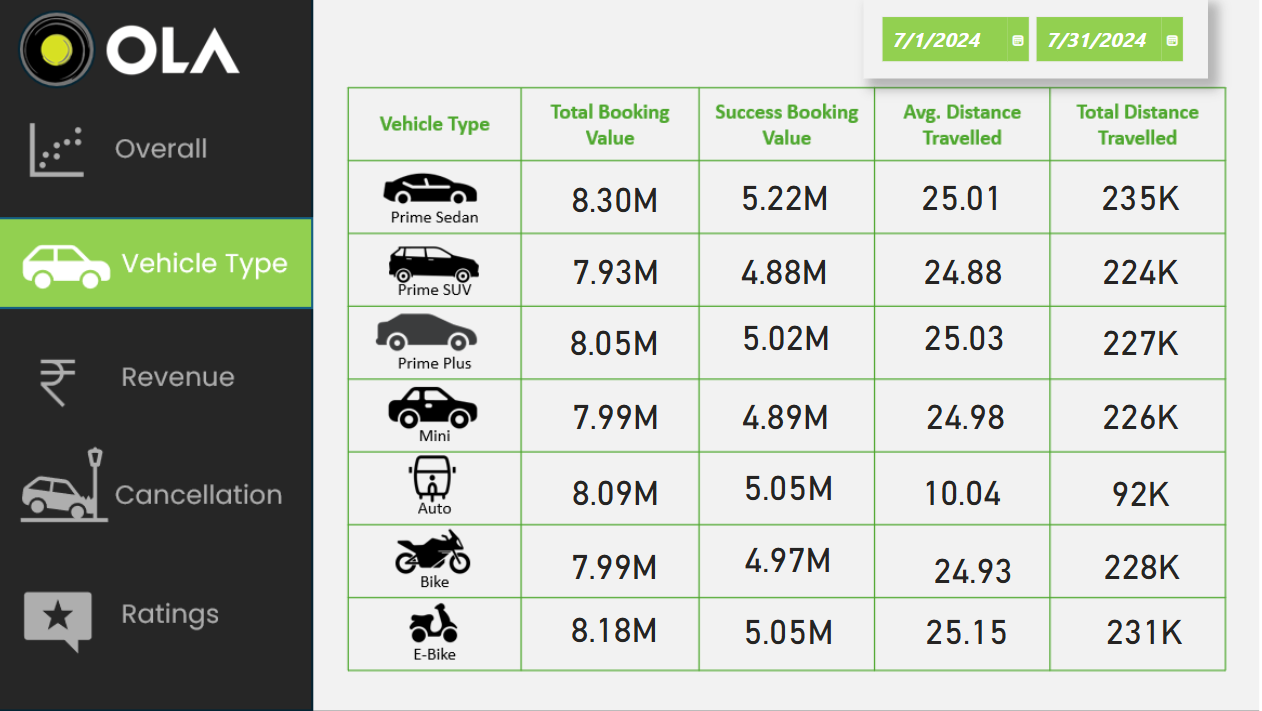 OLA
7/1/2024 7/31/2024
Overall
Vehicle Type
Revenue
Cancellation
Ratings
Vehicle Type Total Booking Value Success Booking Value Avg. Distance Travelled Total Distance Travelled
Prime Sedan 8.30M 5.22M 25.01 235K
Prime SUV 7.93M 4.88M 24.88 224K
Prime Plus 8.05M 5.02M 25.03 227K
Mini 7.99M 4.89M 24.98 226K
Auto 8.09M 5.05M 10.04 92K
Bike 7.99M 4.97M 24.93 228K
E-Bike 8.18M 5.05M 25.15 231K